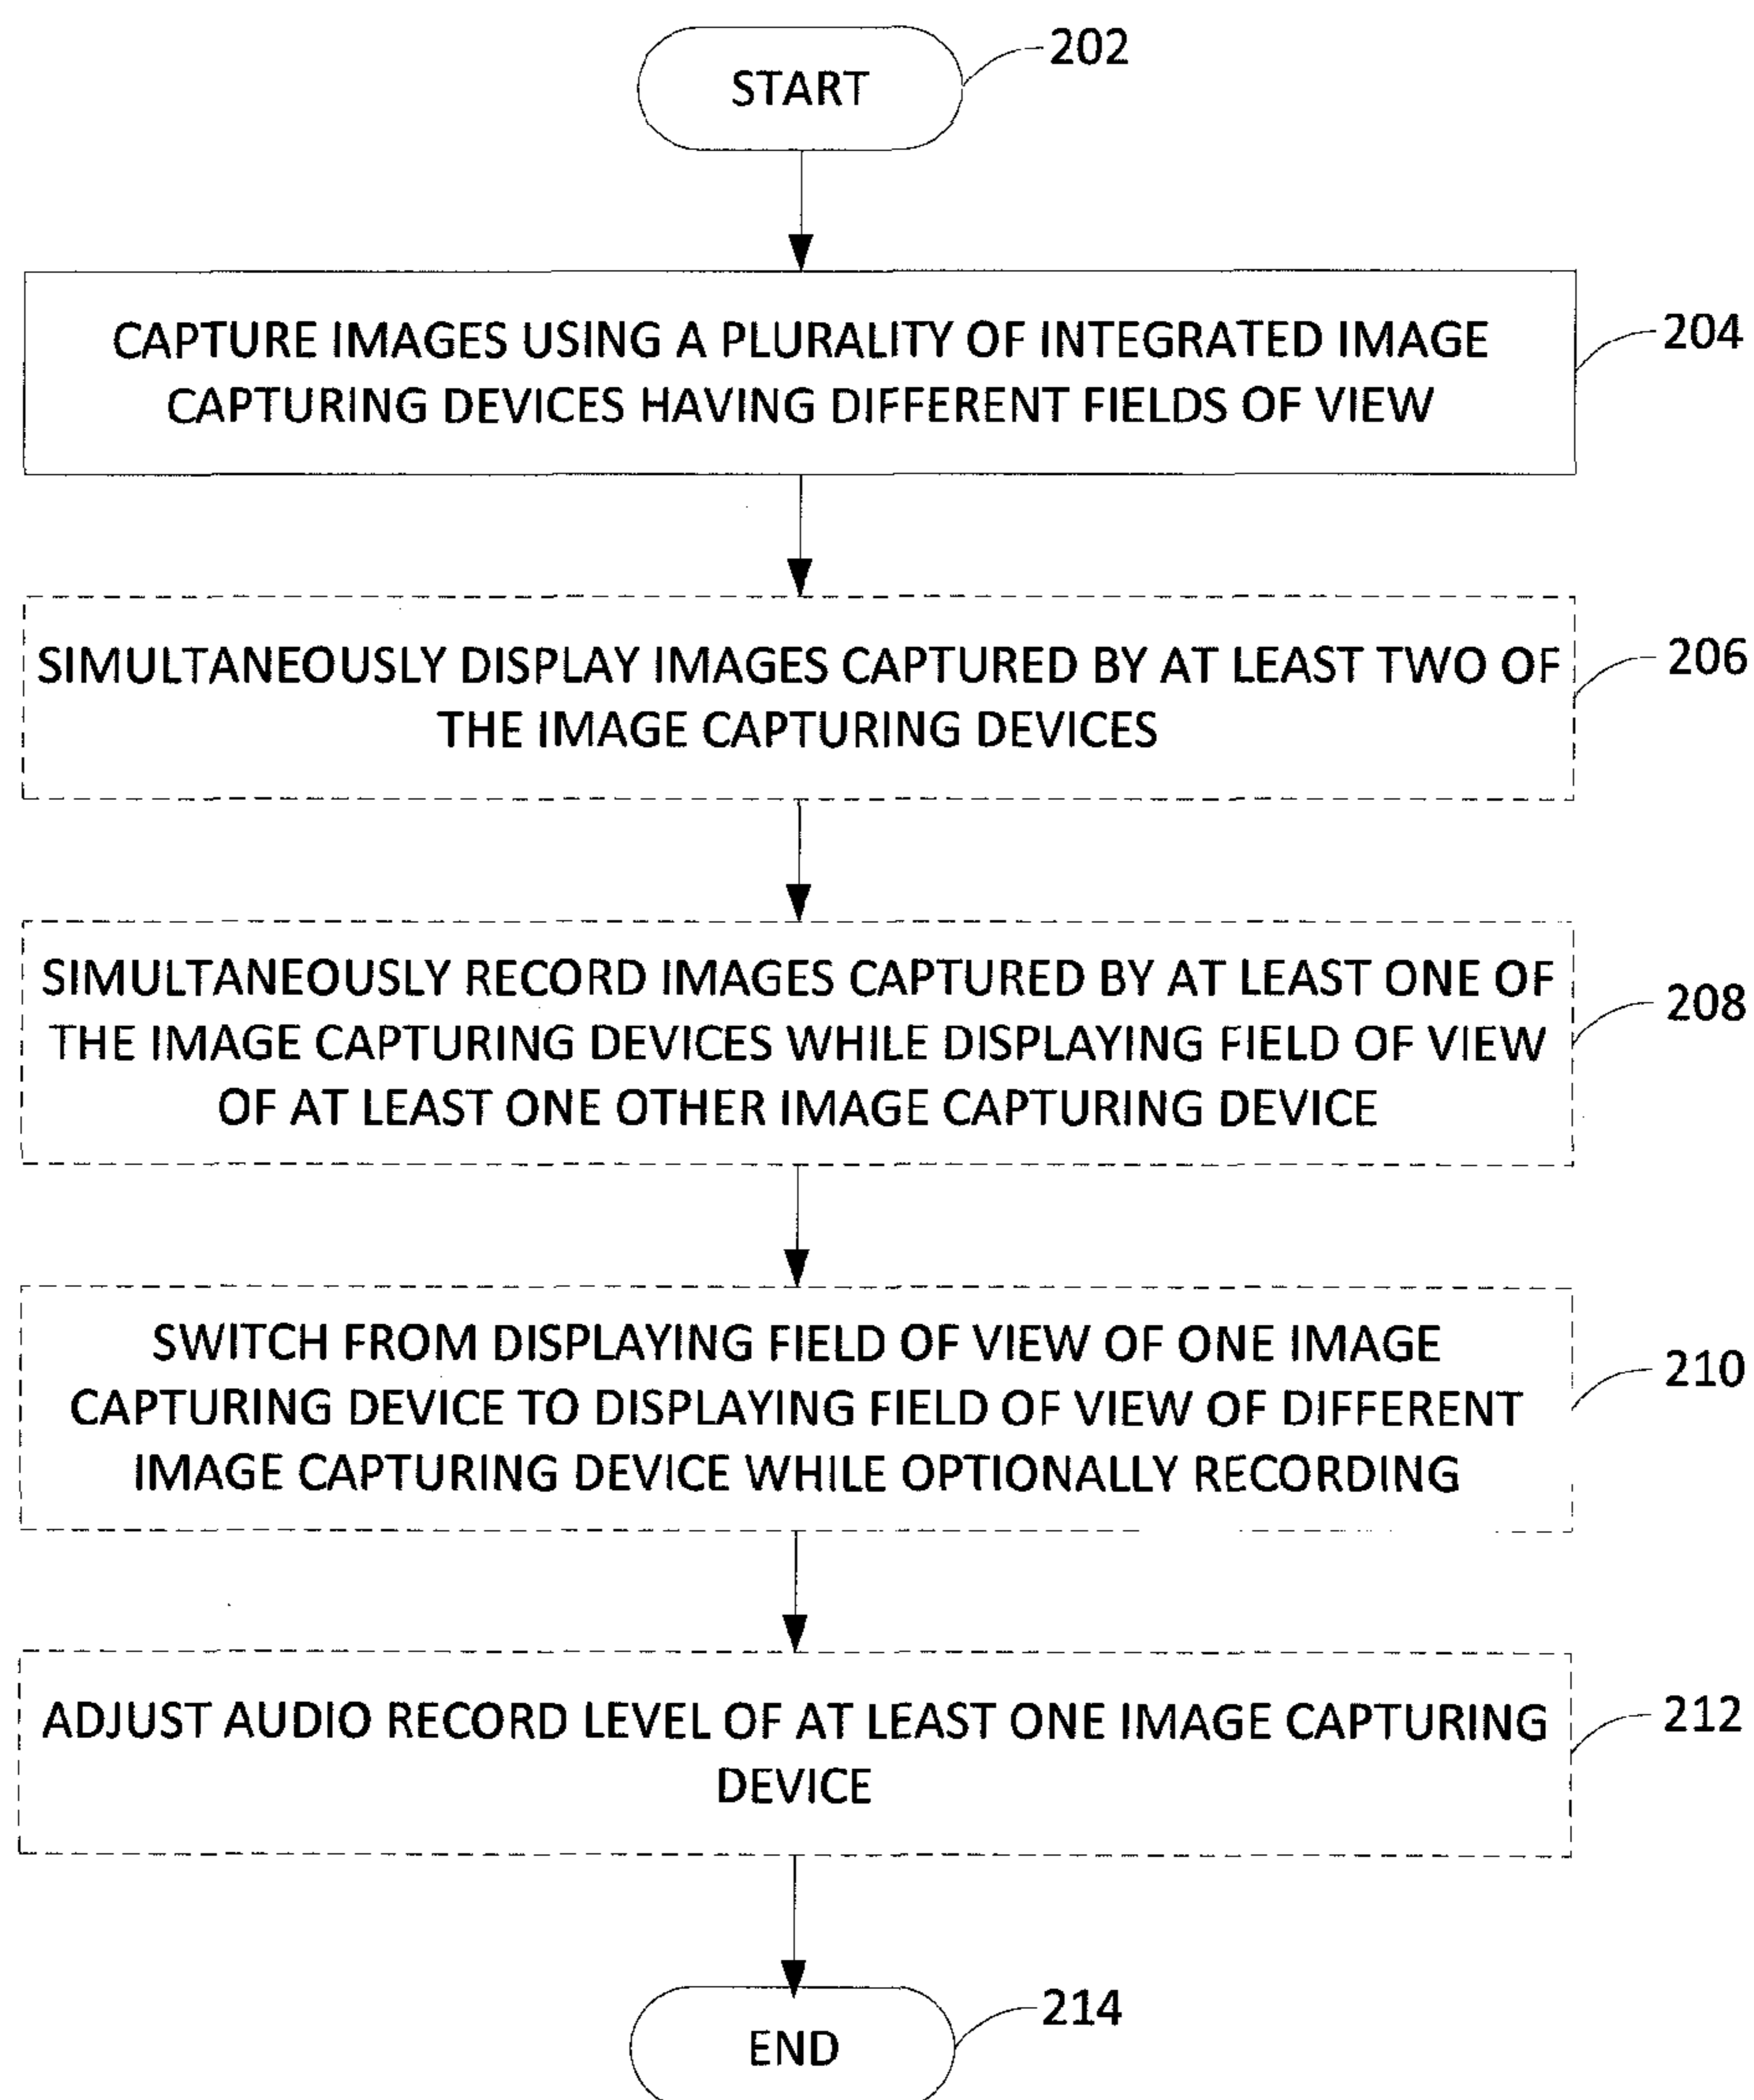 START
202
CAPTURE IMAGES USING A PLURALITY OF INTEGRATED IMAGE
CAPTURING DEVICES HAVING DIFFERENT FIELDS OF VIEW
204
SIMULTANEOUSLY DISPLAY IMAGES CAPTURED BY AT LEAST TWO OF
THE IMAGE CAPTURING DEVICES
206
SIMULTANEOUSLY RECORD IMAGES CAPTURED BY AT LEAST ONE OF
THE IMAGE CAPTURING DEVICES WHILE DISPLAYING FIELD OF VIEW
OF AT LEAST ONE OTHER IMAGE CAPTURING DEVICE
208
SWITCH FROM DISPLAYING FIELD OF VIEW OF ONE IMAGE
CAPTURING DEVICE TO DISPLAYING FIELD OF VIEW OF DIFFERENT
IMAGE CAPTURING DEVICE WHILE OPTIONALLY RECORDING
210
ADJUST AUDIO RECORD LEVEL OF AT LEAST ONE IMAGE CAPTURING
DEVICE
212
END
214